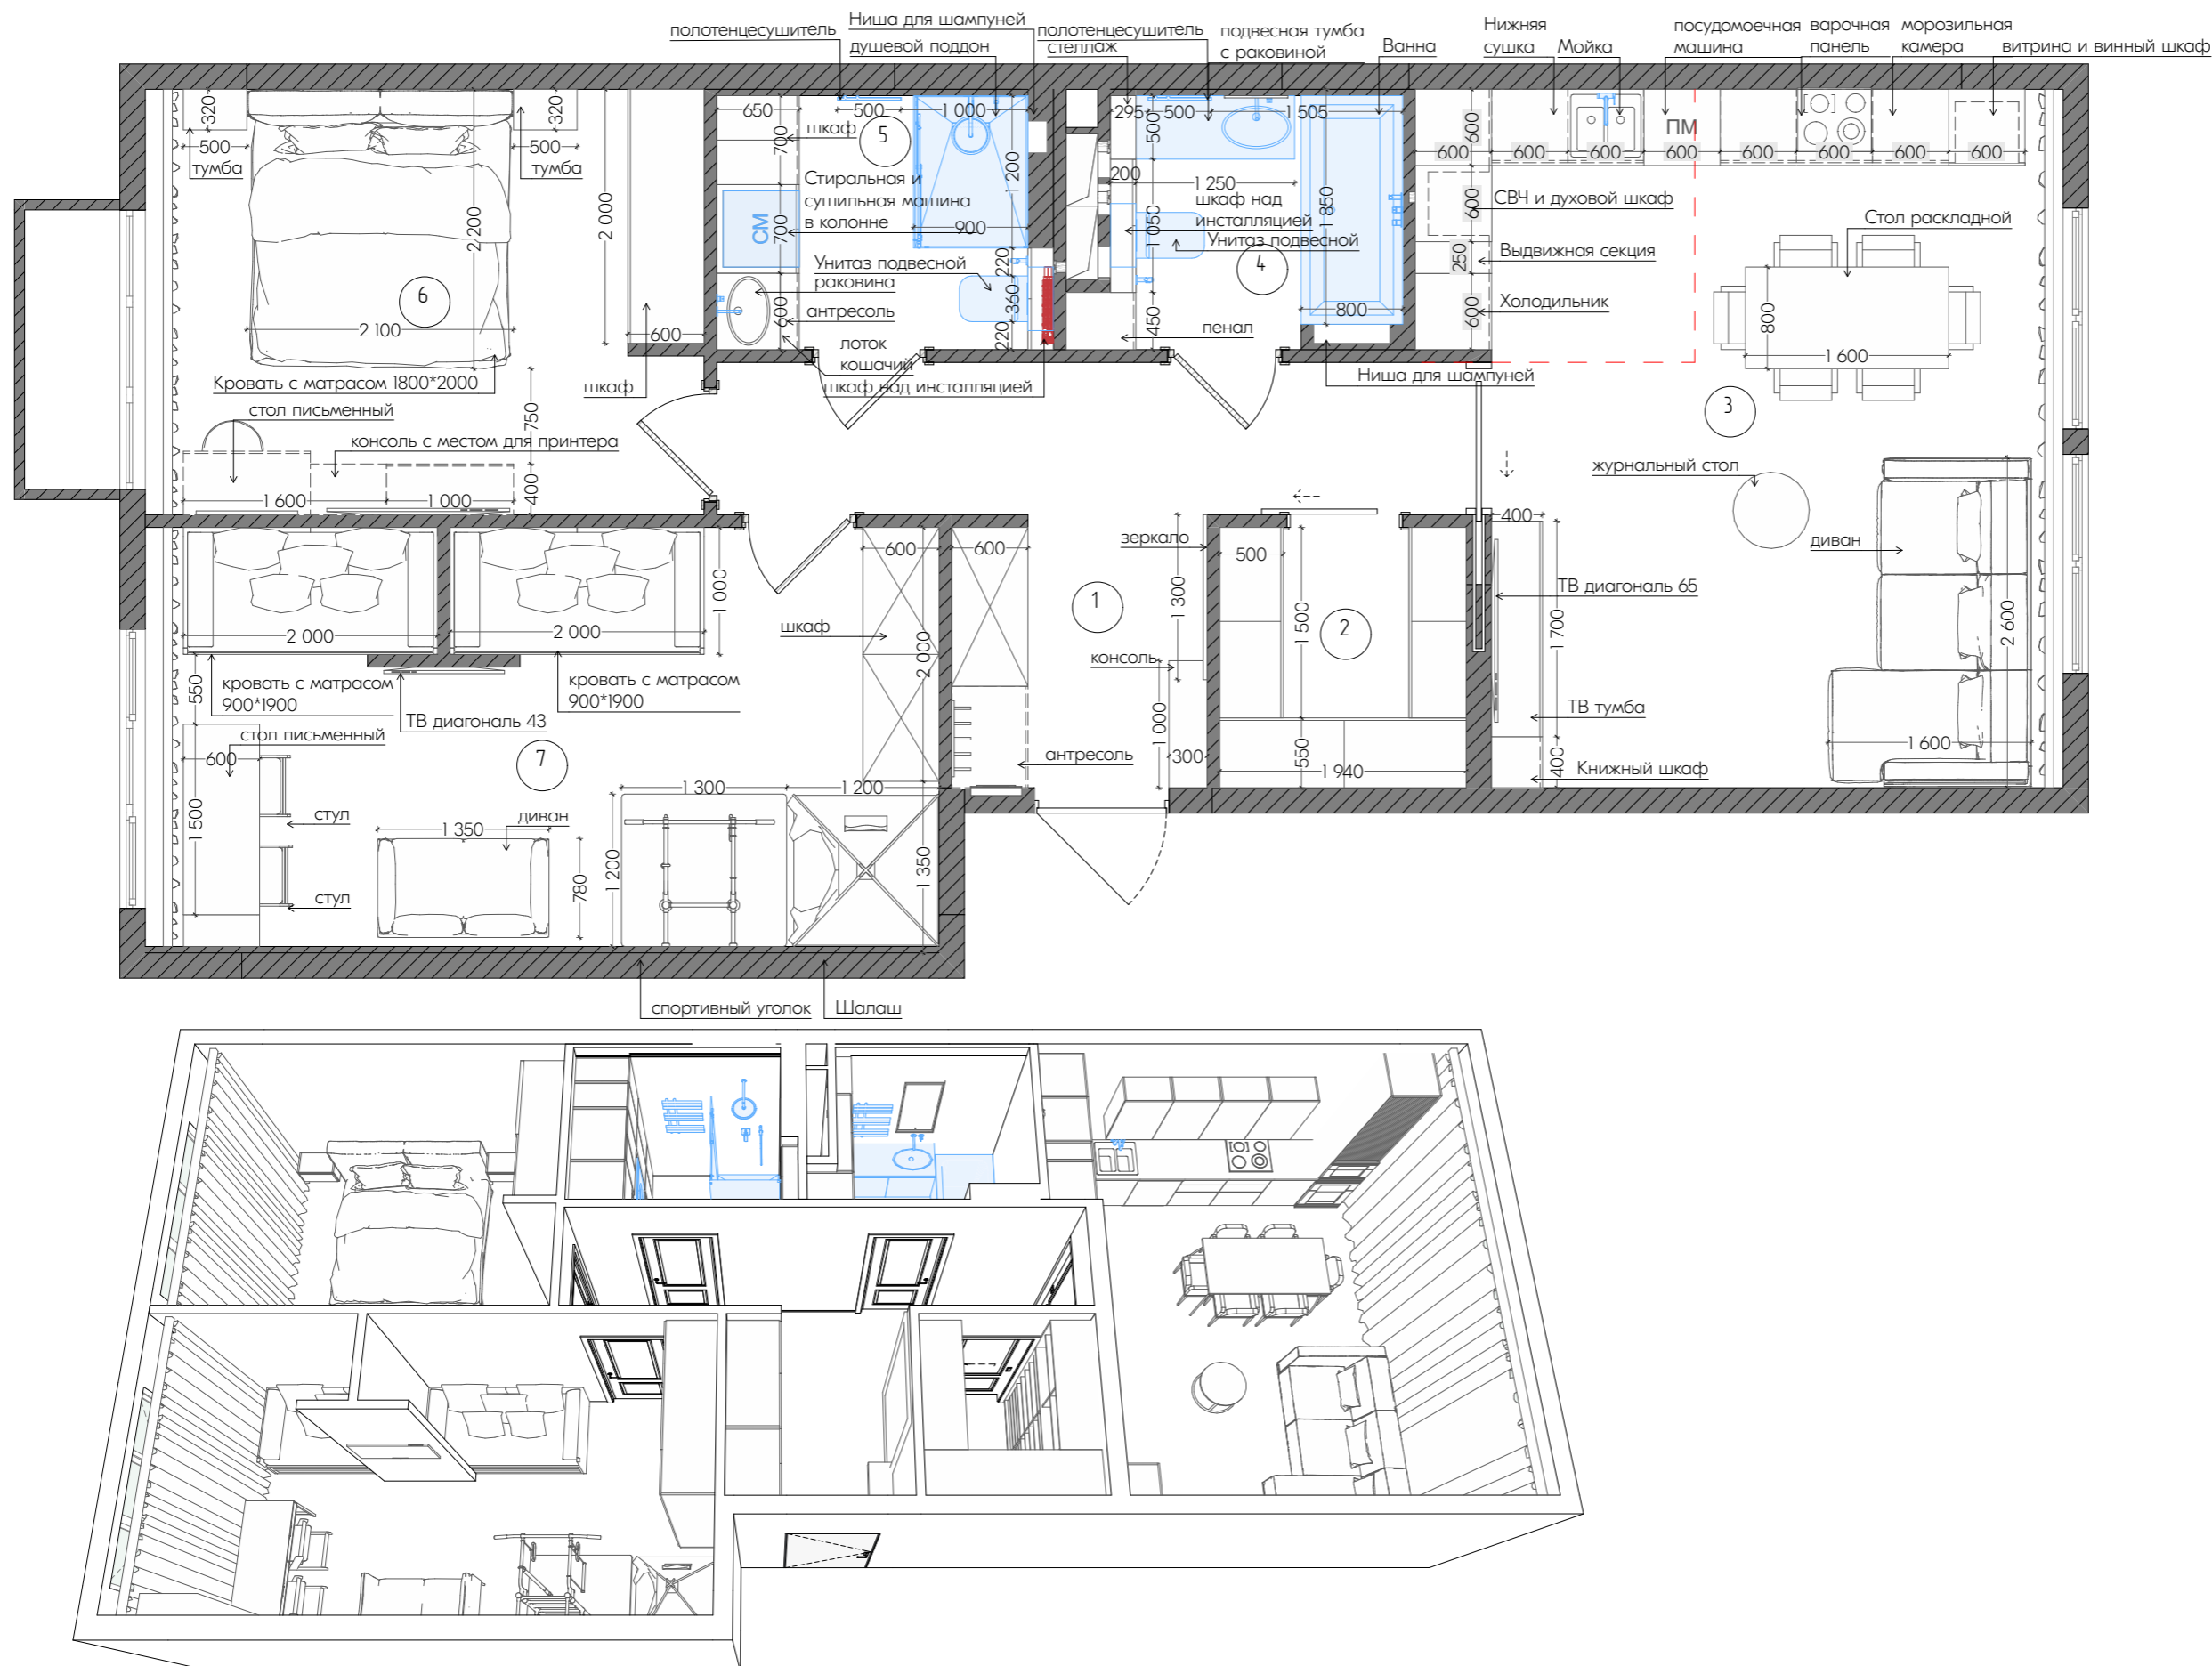 полотенцесушитель
Ниша для шампуней
душевой поддон
полотенцесушитель
стеллаж
подвесная тумба
с раковиной
Ванна
Нижняя
сушка
Мойка
посудомоечная
машина
варочная
панель
морозильная
камера
витрина и винный шкаф
320
500
тумба
320
500
тумба
2 200
2 100
6
2 000
600
Кровать с матрасом 1800*2000
шкаф
стол письменный
консоль с местом для принтера
750
400
1 600
1 000
650
700
шкаф
500
5
1 000
1 200
Стиральная и
сушильная машина
в колонне
СМ
700
900
Унитаз подвесной
раковина
антресоль
600
220
360
220
лоток
кошачий
шкаф над инсталляцией
295
500
1 505
500
200
1 250
шкаф над
инсталляцией
Унитаз подвесной
1 050
1 850
4
800
450
пенал
Ниша для шампуней
600
600
600
600
ПМ
600
600
600
600
600
600
СВЧ и духовой шкаф
Выдвижная секция
250
Холодильник
600
Стол раскладной
800
1 600
3
журнальный стол
диван
2 600
1 600
400
ТВ диагональ 65
1 700
ТВ тумба
400
Книжный шкаф
зеркало
500
1 300
1
1 500
2
консоль
1 000
300
550
1 940
антресоль
600
600
2 000
2 000
1 000
шкаф
2 000
550
кровать с матрасом
900*1900
кровать с матрасом
900*1900
ТВ диагональ 43
стол письменный
600
7
1 500
стул
стул
1 350
диван
780
1 300
1 200
1 200
1 350
спортивный уголок
Шалаш